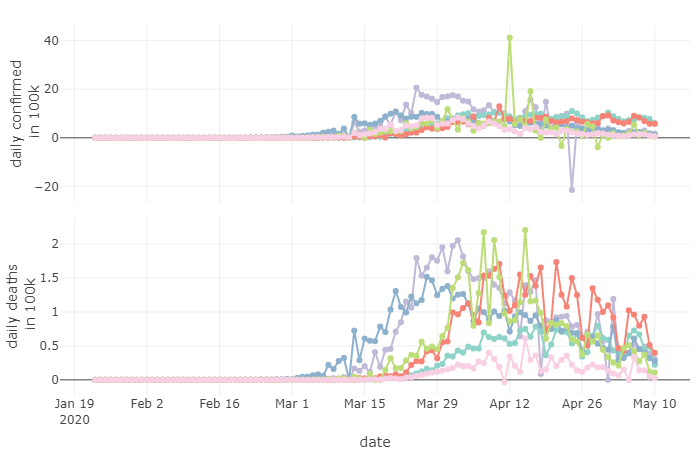 daily confirmed
in 100k
40
20
0
−20
daily deaths
in 100k
2
1.5
1
0.5
0
Jan 19
2020
Feb 2
Feb 16
Mar 1
Mar 15
Mar 29
Apr 12
Apr 26
May 10
date